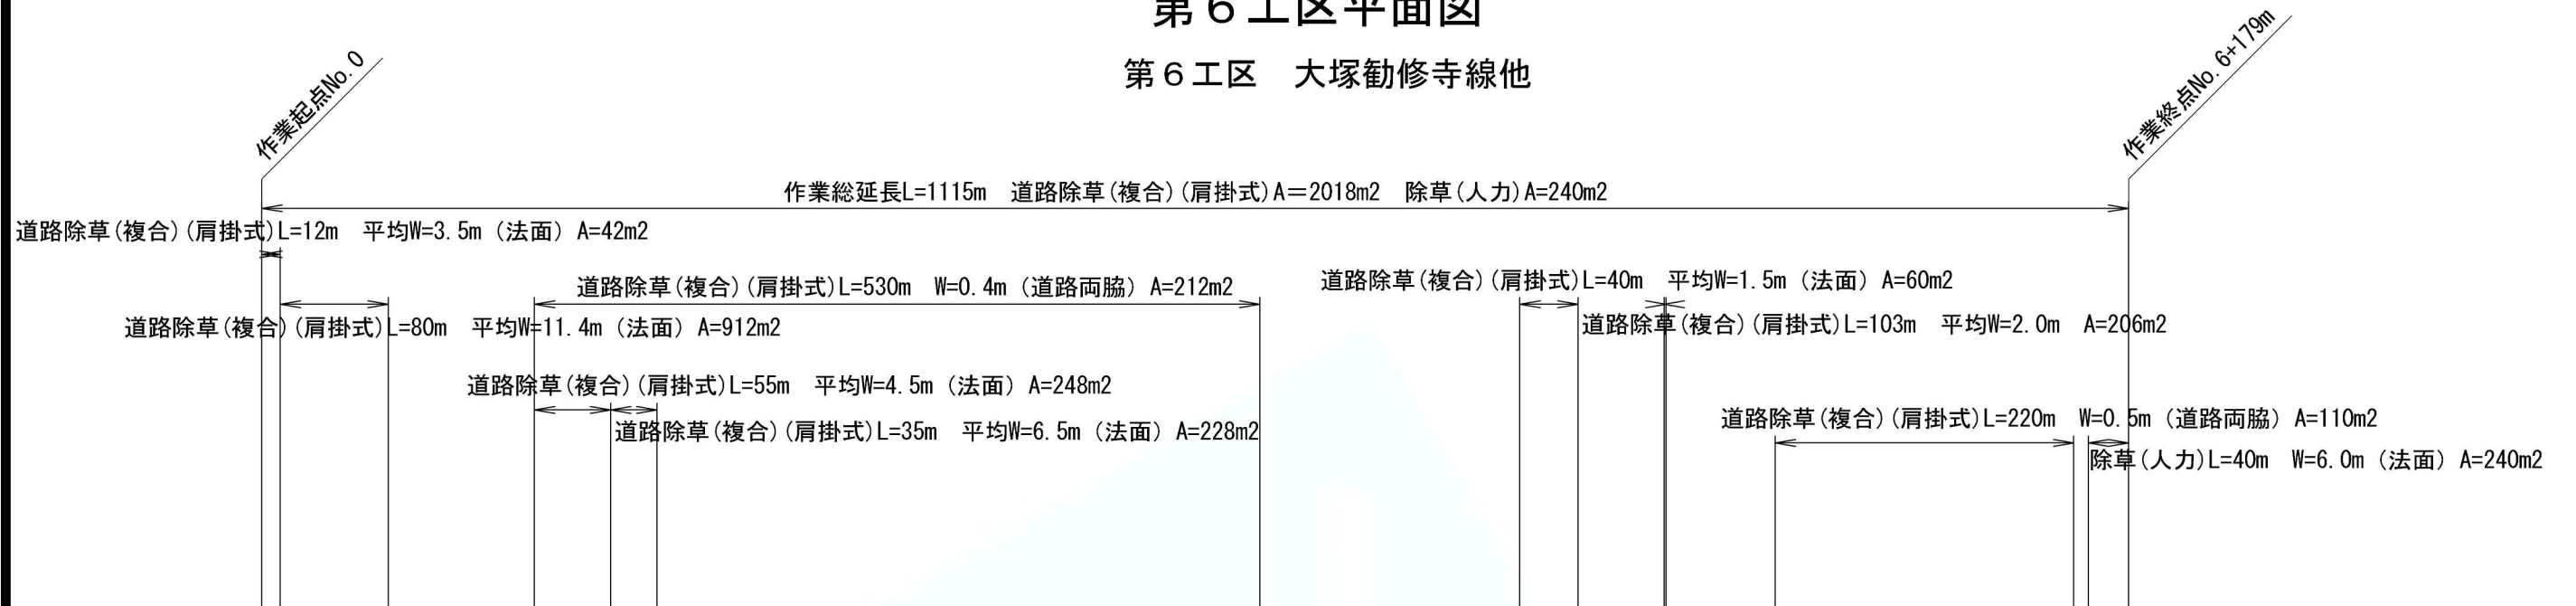 第６工区平面図
第６工区　大塚勧修寺線他
作業起点No.0
作業終点No.6+179m
作業総延長L=1115m　道路除草(複合)(肩掛式)A＝2018m2　除草(人力)A=240m2
道路除草(複合)(肩掛式)L=12m　平均W=3.5m（法面）A=42m2
道路除草(複合)(肩掛式)L=530m　W=0.4m（道路両脇）A=212m2
道路除草(複合)(肩掛式)L=40m　平均W=1.5m（法面）A=60m2
道路除草(複合)(肩掛式)L=80m　平均W=11.4m（法面）A=912m2
道路除草(複合)(肩掛式)L=103m　平均W=2.0m　A=206m2
道路除草(複合)(肩掛式)L=55m　平均W=4.5m（法面）A=248m2
道路除草(複合)(肩掛式)L=35m　平均W=6.5m（法面）A=228m2
道路除草(複合)(肩掛式)L=220m　W=0.5m（道路両脇）A=110m2
除草(人力)L=40m　W=6.0m（法面）A=240m2